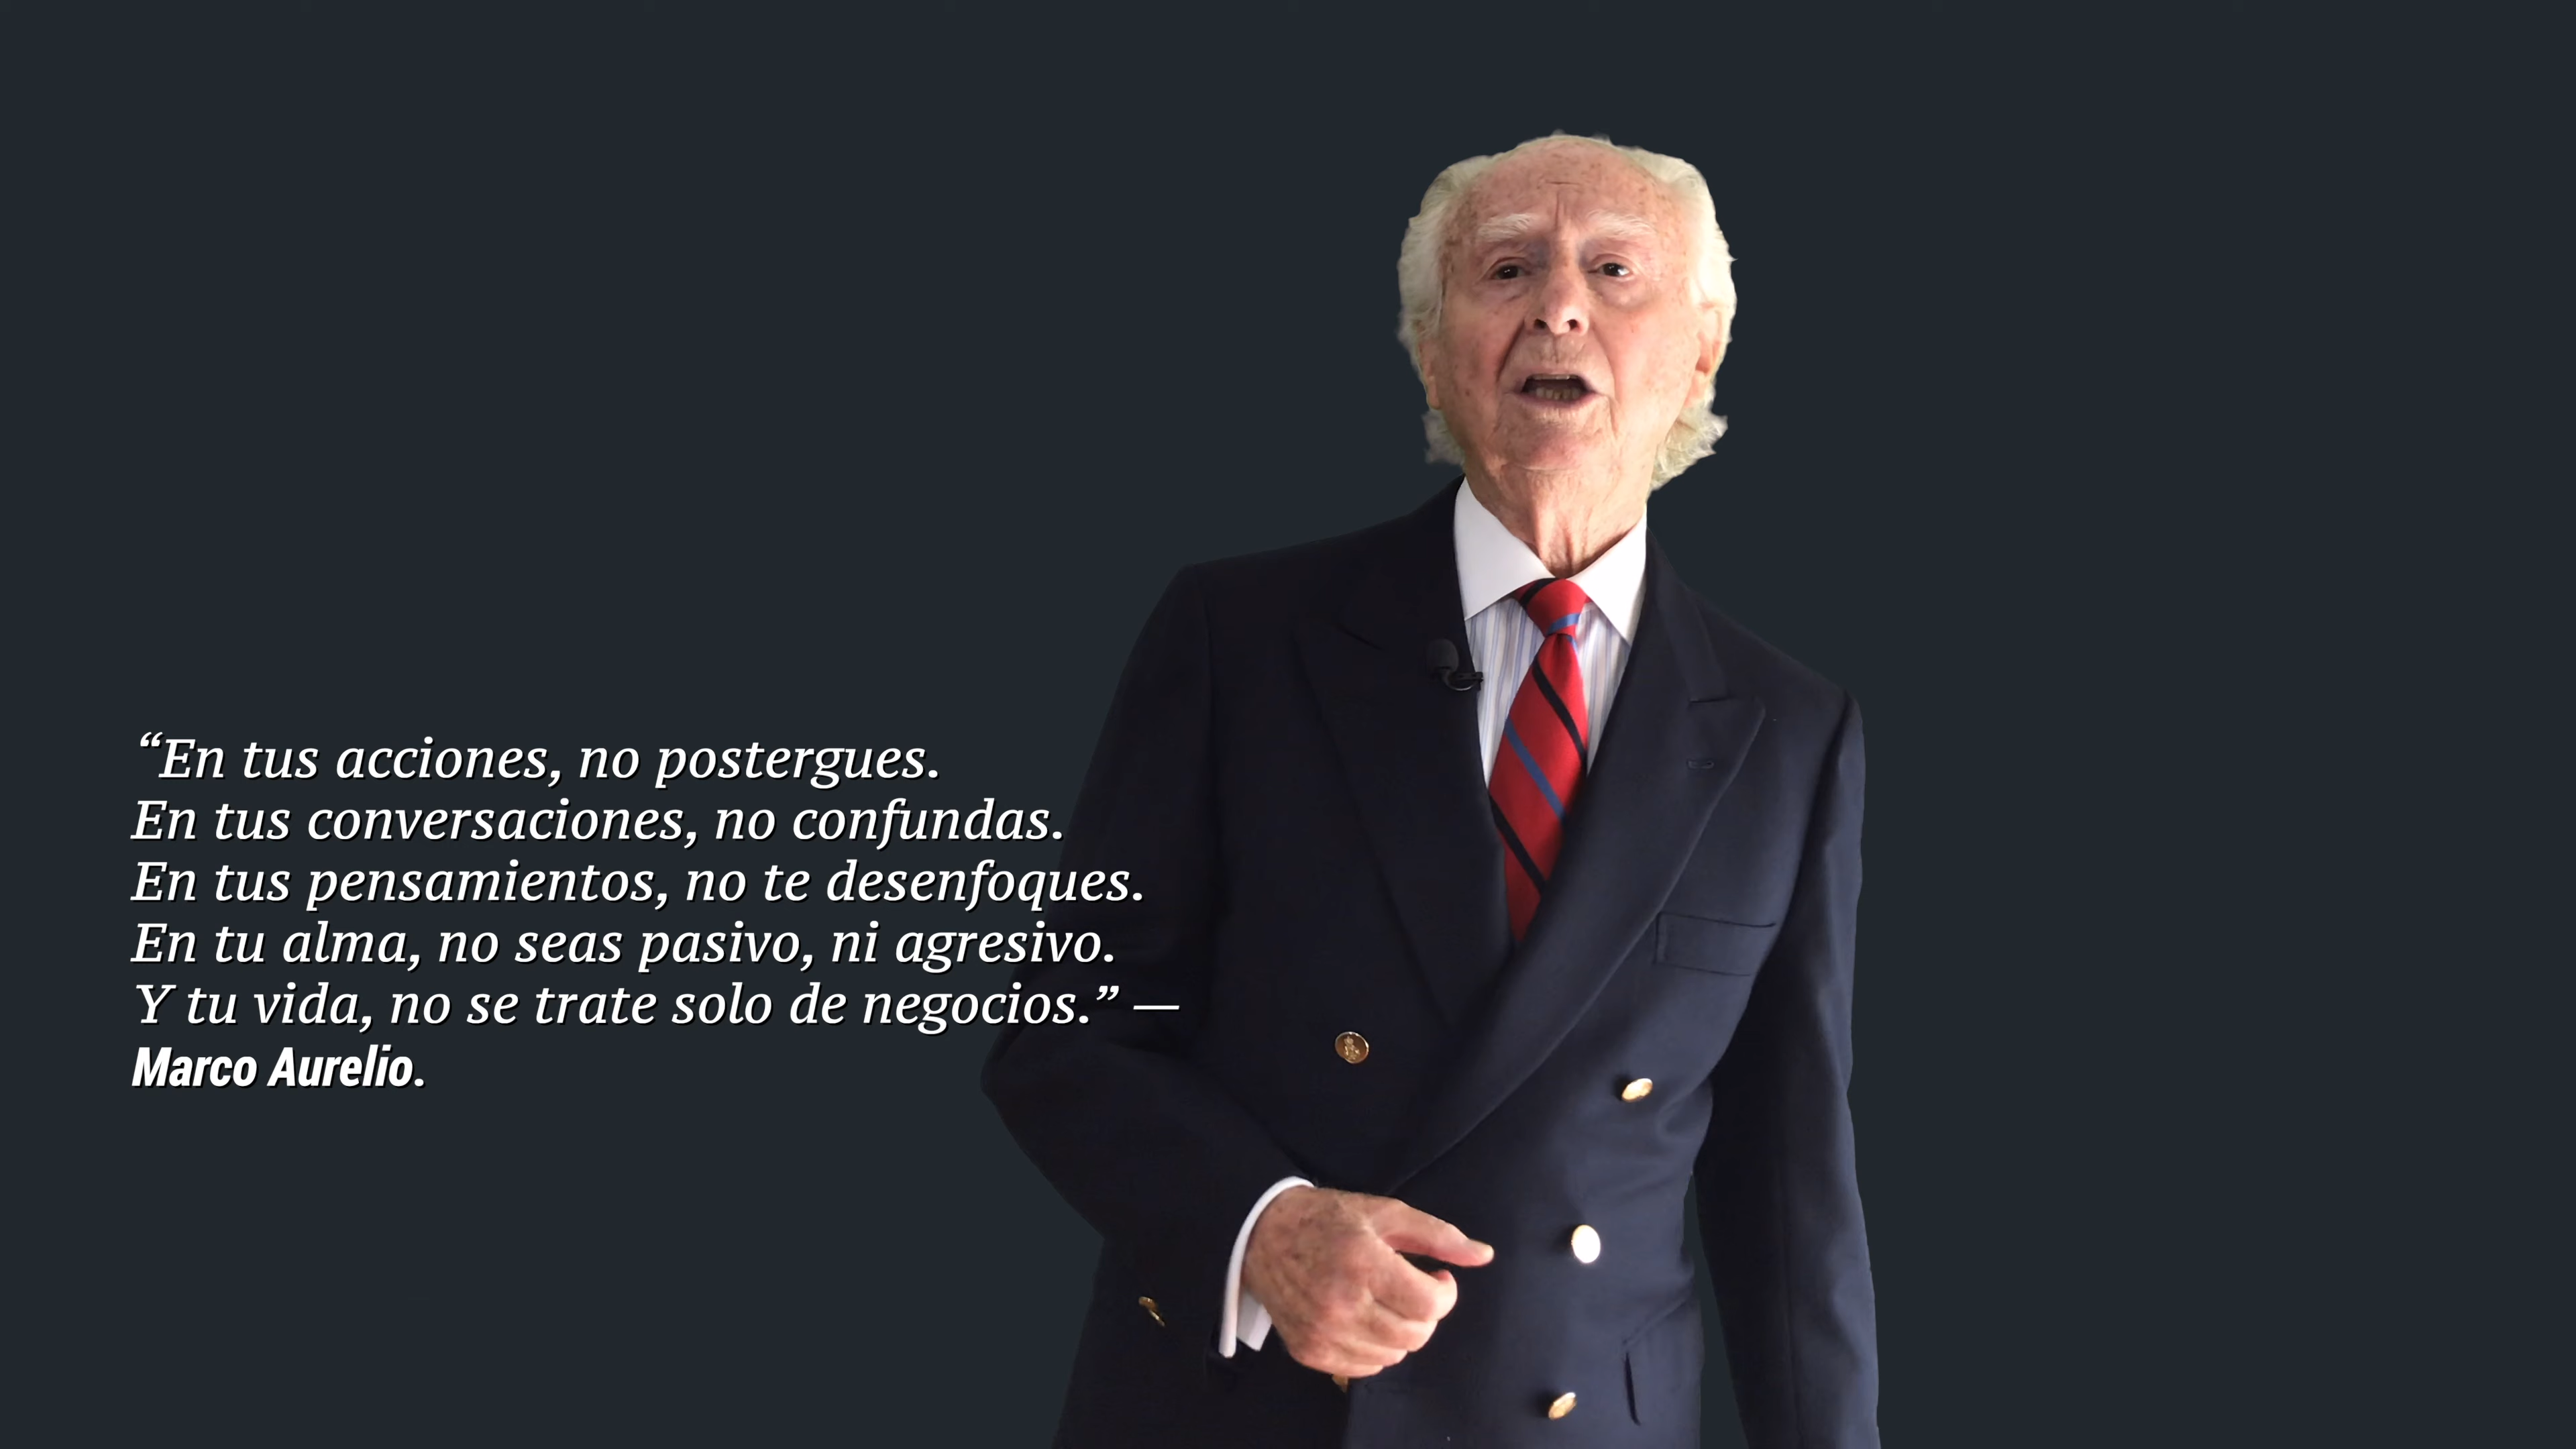 “En tus acciones, no postergues.
En tus conversaciones, no confundas.
En tus pensamientos, no te desenfoques.
En tu alma, no seas pasivo, ni agresivo.
Y tu vida, no se trate solo de negocios.” —
Marco Aurelio.